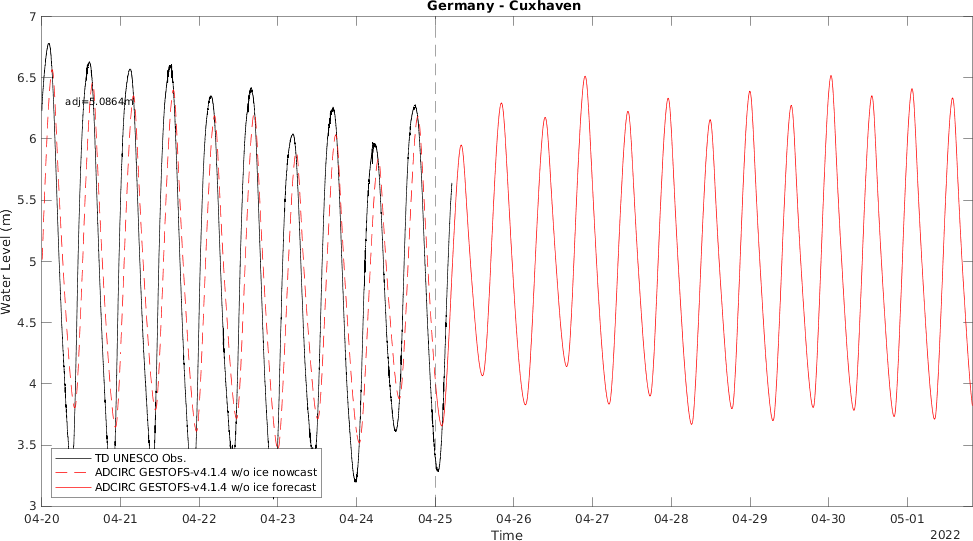 Germany - Cuxhaven
7
6.5
6
5.5
5
4.5
4
3.5
3
Water Level (m)
adj=5.0864m
TD UNESCO Obs.
ADCIRC GESTOFS-v4.1.4 w/o ice nowcast
ADCIRC GESTOFS-v4.1.4 w/o ice forecast
04-20 04-21 04-22 04-23 04-24 04-25 04-26 04-27 04-28 04-29 04-30 05-01
Time
2022